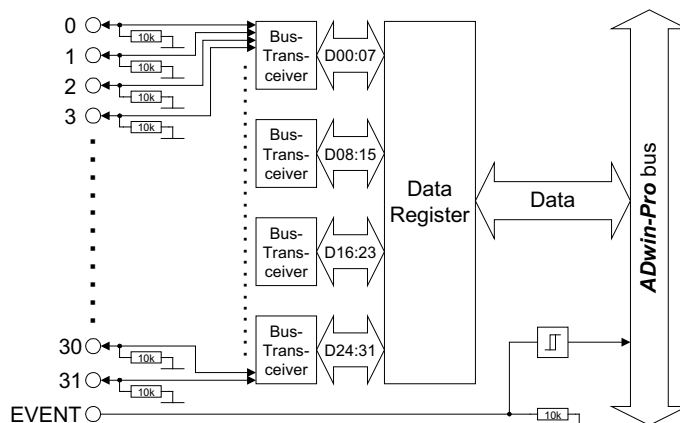 0
10k
1
10k
2
10k
3
10k
30
10k
31
10k
EVENT
Bus-
Trans-
ceiver
D00:07
Bus-
Trans-
ceiver
D08:15
Bus-
Trans-
ceiver
D16:23
Bus-
Trans-
ceiver
D24:31
Data
Register
Data
ADwin-Pro bus
10k